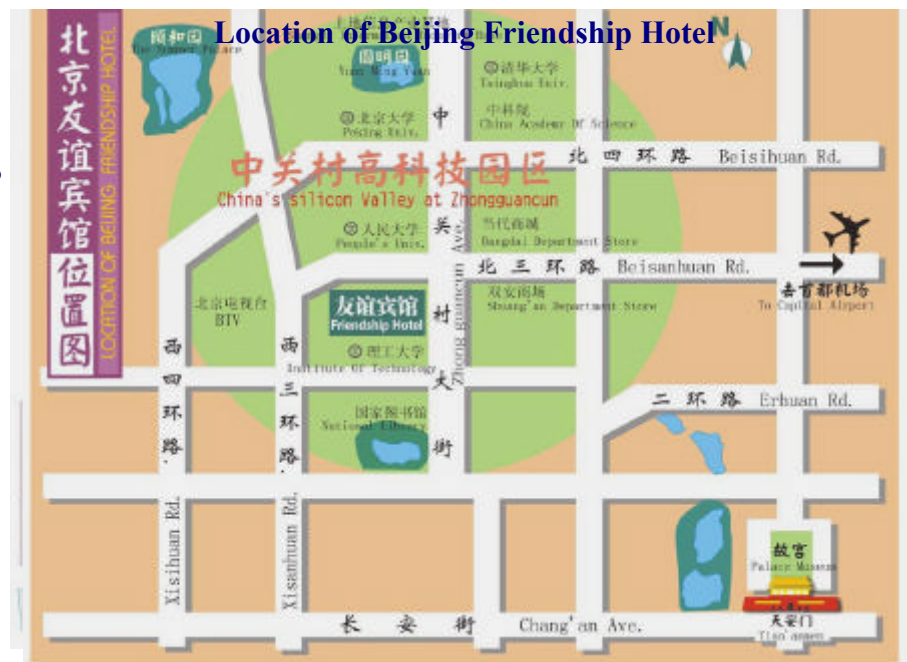 Location of Beijing Friendship Hotel
N
北京友谊宾馆位置图
LOCATION OF BEIJING FRIENDSHIP HOTEL
颐和园
The Summer Palace
圆明园
Yuan Ming Yuan
清华大学
Tsinghua Univ.
北京大学
Peking Univ.
中科院
China Academy Of Science
中关村大街
Zhongguancun Ave.
北四环路 Beisihuan Rd.
中关村高科技园区
China's silicon Valley at Zhongguancun
人民大学
People's Univ.
当代商城
Dangdai Department Store
北三环路 Beisanhuan Rd.
去首都机场
To Capital Airport
北京电视台
BTV
友谊宾馆
Friendship Hotel
双安商场
Shuang'an Department Store
理工大学
Institute Of Technology
西四环路
Xisihuan Rd.
西三环路
Xisanhuan Rd.
国家图书馆
National Library
二环路 Erhuan Rd.
故宫
Palace Museum
天安门
Tian'anmen
长安街 Chang'an Ave.